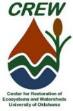 CREW
Center for Restoration of
Ecosystems and Watersheds
University of Oklahoma